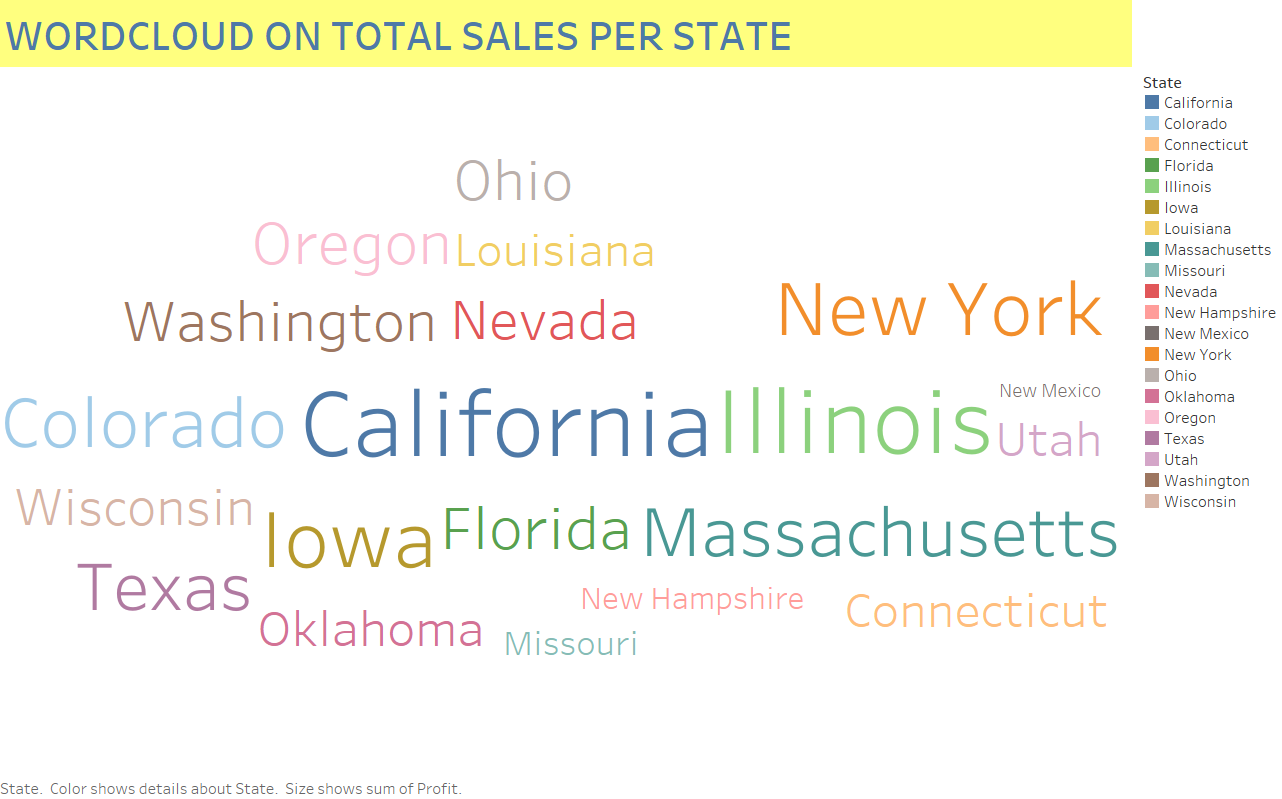 WORDCLOUD ON TOTAL SALES PER STATE
Ohio
Oregon Louisiana
Washington Nevada
New York
Colorado California Illinois
New Mexico
Utah
Wisconsin
Iowa Florida Massachusetts
Texas
New Hampshire
Connecticut
Oklahoma
Missouri
State
California
Colorado
Connecticut
Florida
Illinois
Iowa
Louisiana
Massachusetts
Missouri
Nevada
New Hampshire
New Mexico
New York
Ohio
Oklahoma
Oregon
Texas
Utah
Washington
Wisconsin
State. Color shows details about State. Size shows sum of Profit.